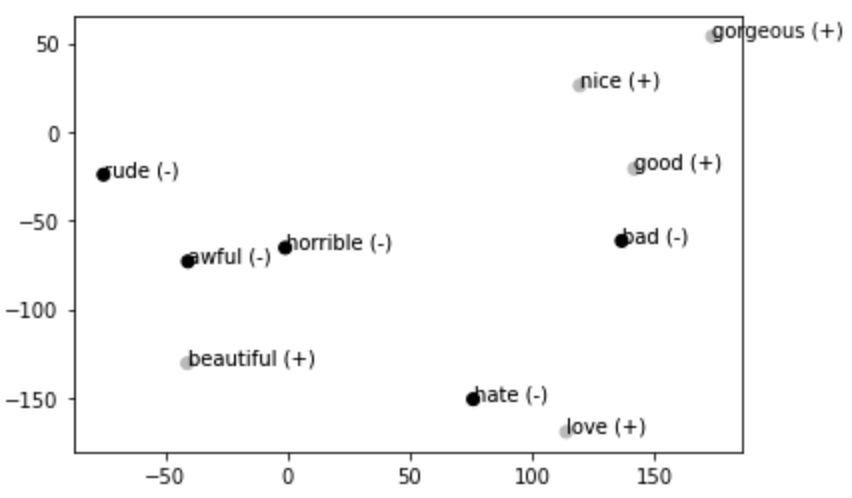 gorgeous (+)
50
nice (+)
0
good (+)
rude (-)
−50
bad (-)
horrible (-)
awful (-)
−100
beautiful (+)
−150
hate (-)
love (+)
−50 0 50 100 150